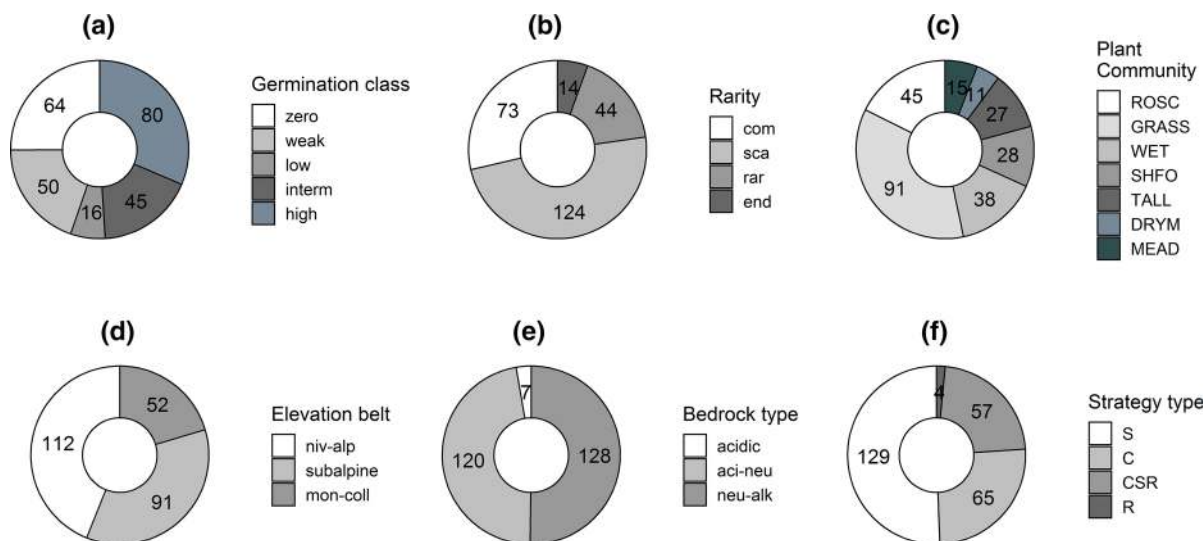 (a)
64
80
50
16
45
Germination class
zero
weak
low
interm
high
(b)
14
73
44
124
Rarity
com
sca
rar
end
(c)
45
15
11
27
28
91
38
Plant
Community
ROSC
GRASS
WET
SHFO
TALL
DRYM
MEAD
(d)
52
112
91
Elevation belt
niv-alp
subalpine
mon-coll
(e)
7
120
128
Bedrock type
acidic
aci-neu
neu-alk
(f)
4
57
129
65
Strategy type
S
C
CSR
R